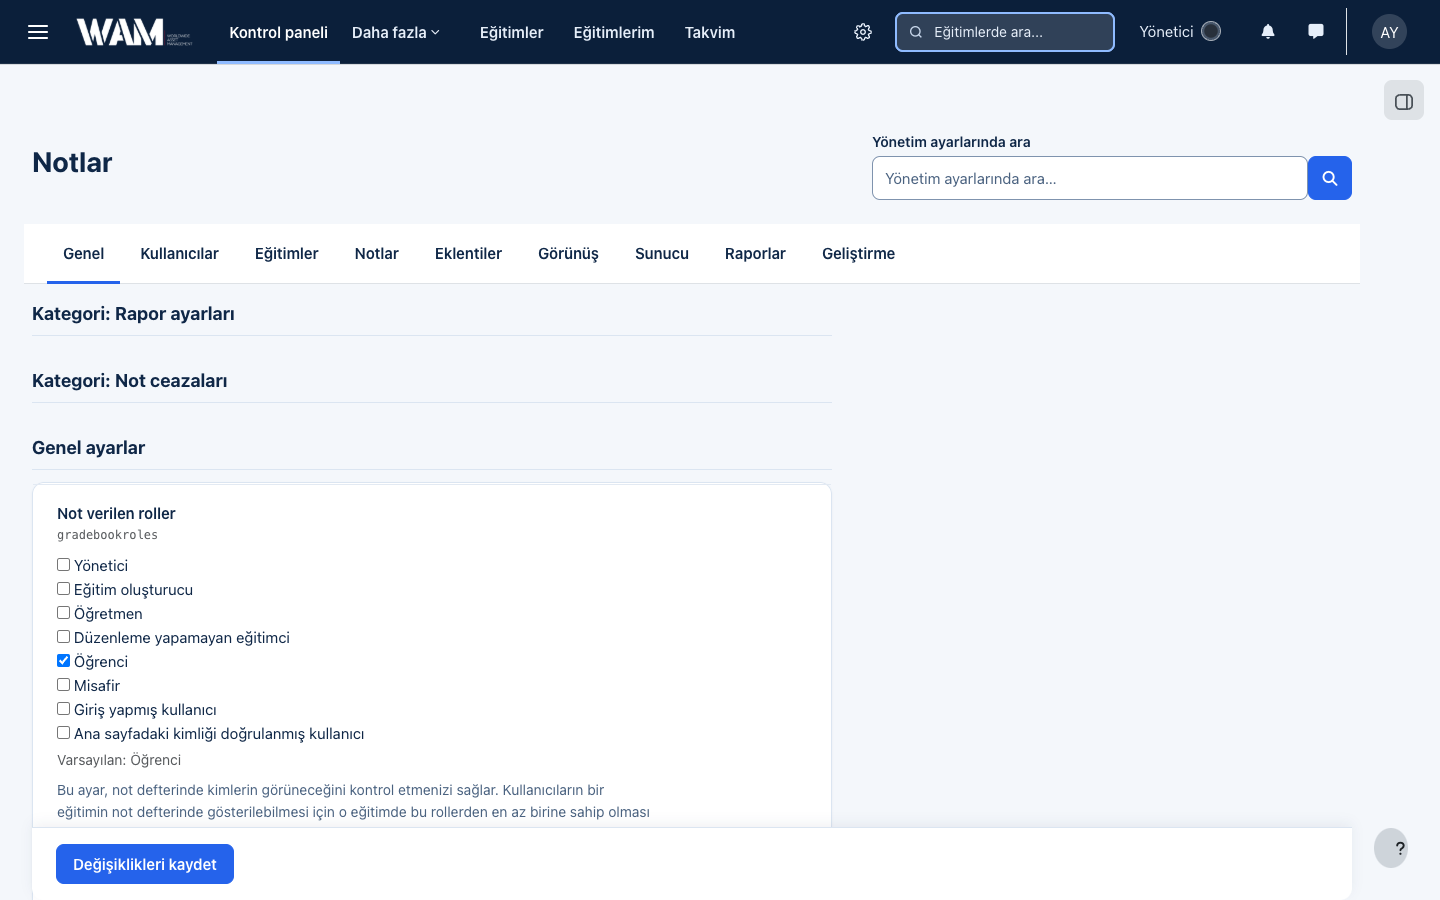 WAM WORLDWIDE ASSET MANAGEMENT
Kontrol paneli
Daha fazla
Eğitimler
Eğitimlerim
Takvim
Eğitimlerde ara...
Yönetici
AY
Notlar
Yönetim ayarlarında ara
Yönetim ayarlarında ara...
Genel
Kullanıcılar
Eğitimler
Notlar
Eklentiler
Görünüş
Sunucu
Raporlar
Geliştirme
Kategori: Rapor ayarları
Kategori: Not ceazaları
Genel ayarlar
Not verilen roller
gradebookroles
Yönetici
Eğitim oluşturucu
Öğretmen
Düzenleme yapamayan eğitimci
Öğrenci
Misafir
Giriş yapmış kullanıcı
Ana sayfadaki kimliği doğrulanmış kullanıcı
Varsayılan: Öğrenci
Bu ayar, not defterinde kimlerin görüneceğini kontrol etmenizi sağlar. Kullanıcıların bir
eğitimin not defterinde gösterilebilmesi için o eğitimde bu rollerden en az birine sahip olması
Değişiklikleri kaydet
?